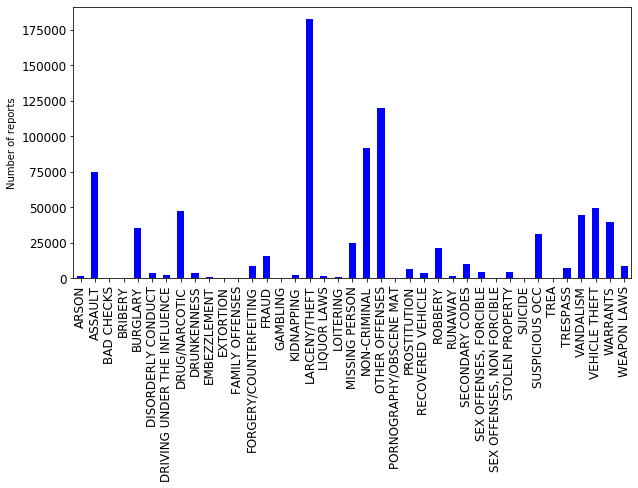 Number of reports
175000
150000
125000
100000
75000
50000
25000
0
ARSON
ASSAULT
BAD CHECKS
BRIBERY
BURGLARY
DISORDERLY CONDUCT
DRIVING UNDER THE INFLUENCE
DRUG/NARCOTIC
DRUNKENNESS
EMBEZZLEMENT
EXTORTION
FAMILY OFFENSES
FORGERY/COUNTERFEITING
FRAUD
GAMBLING
KIDNAPPING
LARCENY/THEFT
LIQUOR LAWS
LOITERING
MISSING PERSON
NON-CRIMINAL
OTHER OFFENSES
PORNOGRAPHY/OBSCENE MAT
PROSTITUTION
RECOVERED VEHICLE
ROBBERY
RUNAWAY
SECONDARY CODES
SEX OFFENSES, FORCIBLE
SEX OFFENSES, NON FORCIBLE
STOLEN PROPERTY
SUICIDE
SUSPICIOUS OCC
TREA
TRESPASS
VANDALISM
VEHICLE THEFT
WARRANTS
WEAPON LAWS